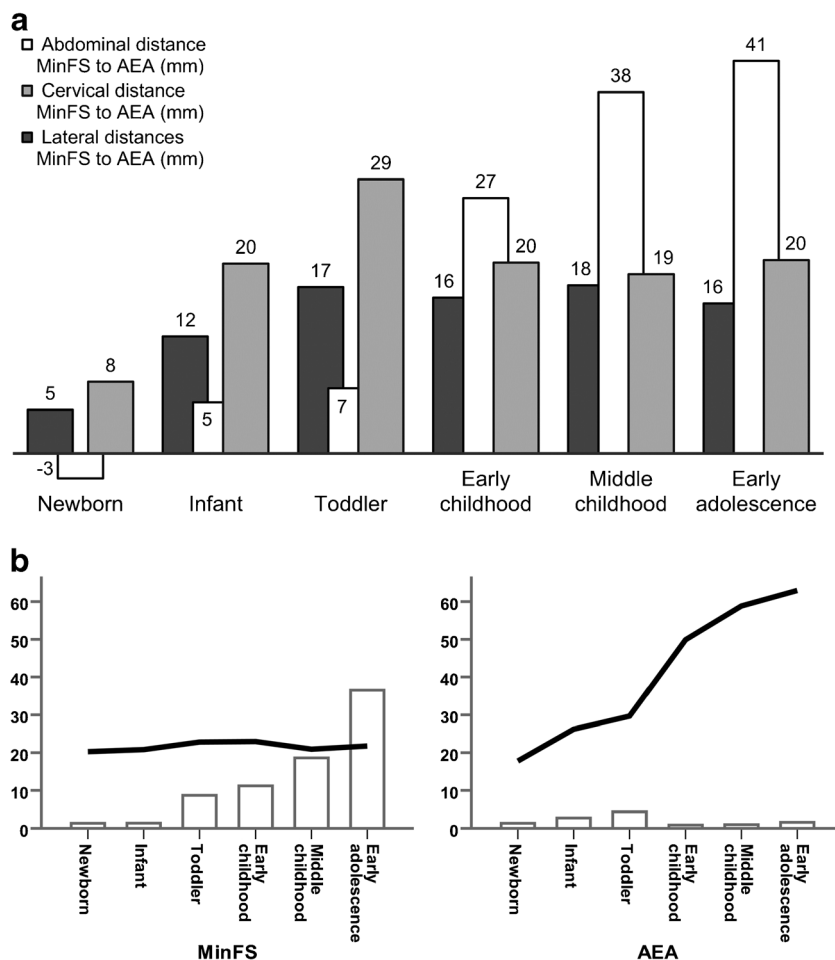 a
Abdominal distance
MinFS to AEA (mm)
Cervical distance
MinFS to AEA (mm)
Lateral distances
MinFS to AEA (mm)
5
-3
8
12
5
20
17
7
29
16
27
20
18
38
19
16
41
20
Newborn
Infant
Toddler
Early
childhood
Middle
childhood
Early
adolescence
b
60
50
40
30
20
10
0
Newborn
Infant
Toddler
Early
childhood
Middle
childhood
Early
adolescence
MinFS
60
50
40
30
20
10
0
Newborn
Infant
Toddler
Early
childhood
Middle
childhood
Early
adolescence
AEA